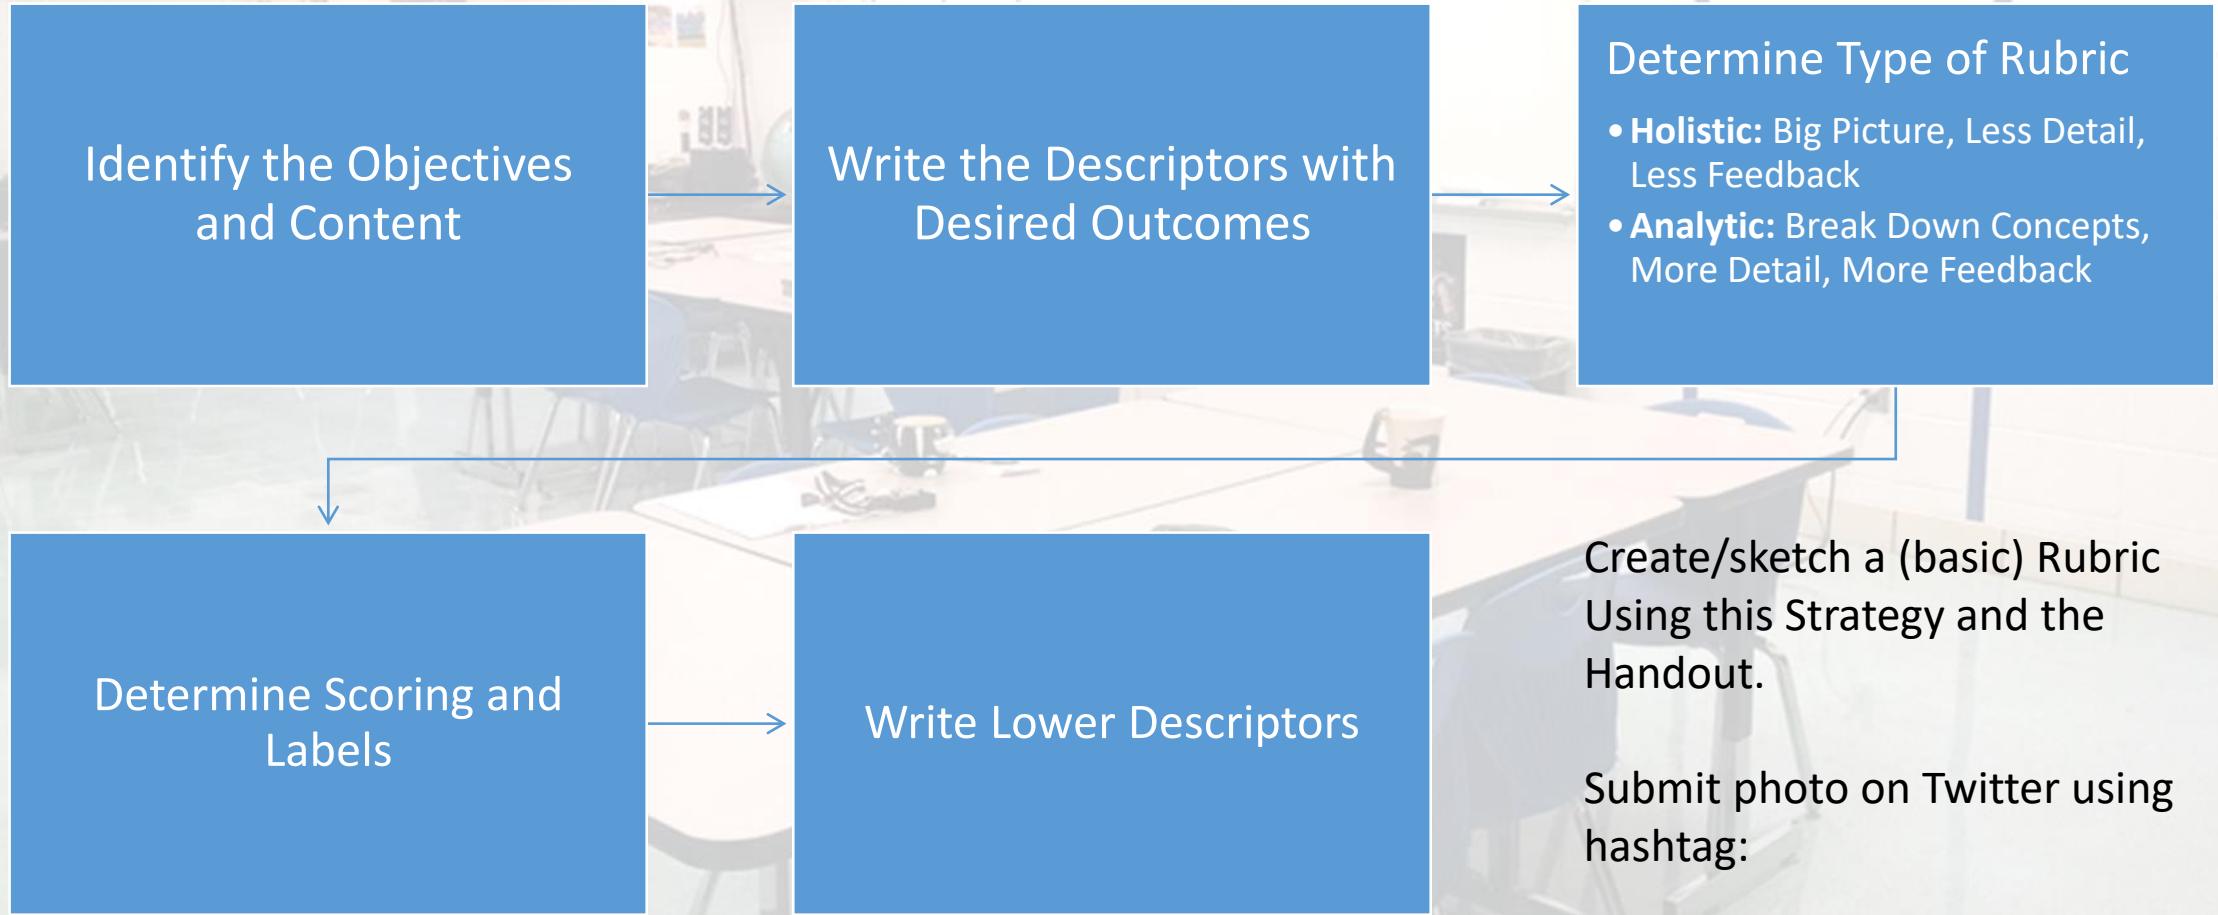 Identify the Objectives
and Content
Write the Descriptors with
Desired Outcomes
Determine Type of Rubric
• Holistic: Big Picture, Less Detail,
Less Feedback
• Analytic: Break Down Concepts,
More Detail, More Feedback
Determine Scoring and
Labels
Write Lower Descriptors
Create/sketch a (basic) Rubric
Using this Strategy and the
Handout.
Submit photo on Twitter using
hashtag: